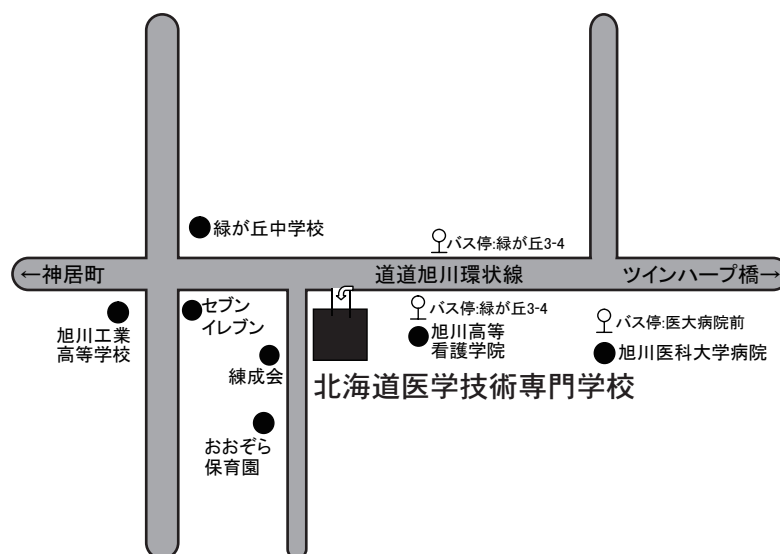 緑が丘中学校
バス停:緑が丘3-4
←神居町
道道旭川環状線
ツインハープ橋→
セブン
イレブン
バス停:緑が丘3-4
バス停:医大病院前
旭川工業
高等学校
旭川高等
看護学院
旭川医科大学病院
練成会
北海道医学技術専門学校
おおぞら
保育園